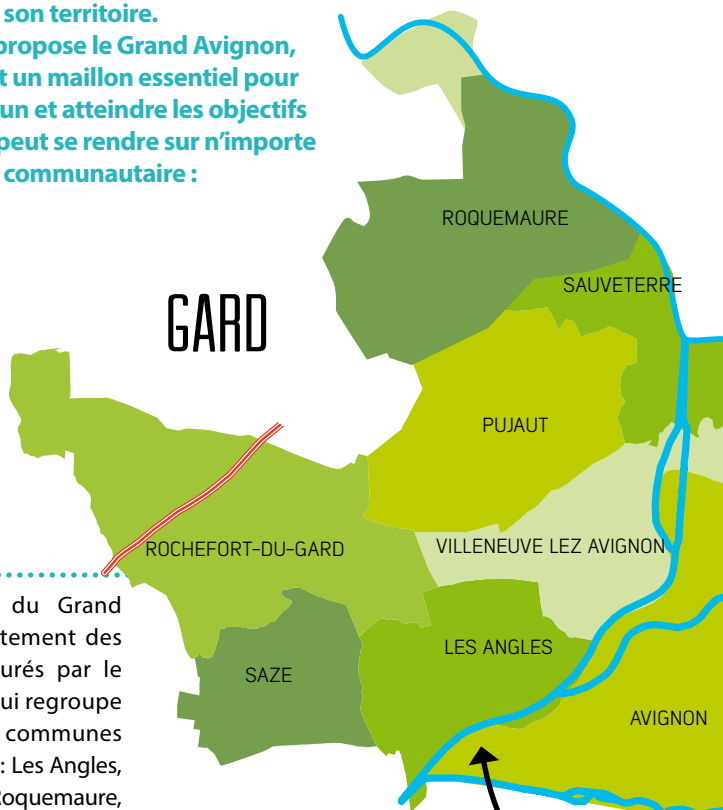 son territoire.
propose le Grand Avignon,
t un maillon essentiel pour
un et atteindre les objectifs
peut se rendre sur n’importe
communautaire :
GARD
ROQUEMAURE
SAUVETERRE
PUJAUT
ROCHEFORT-DU-GARD
VILLENEUVE LEZ AVIGNON
LES ANGLES
SAZE
AVIGNON
du Grand
tement des
urés par le
ui regroupe
communes
: Les Angles,
Roquemaure,